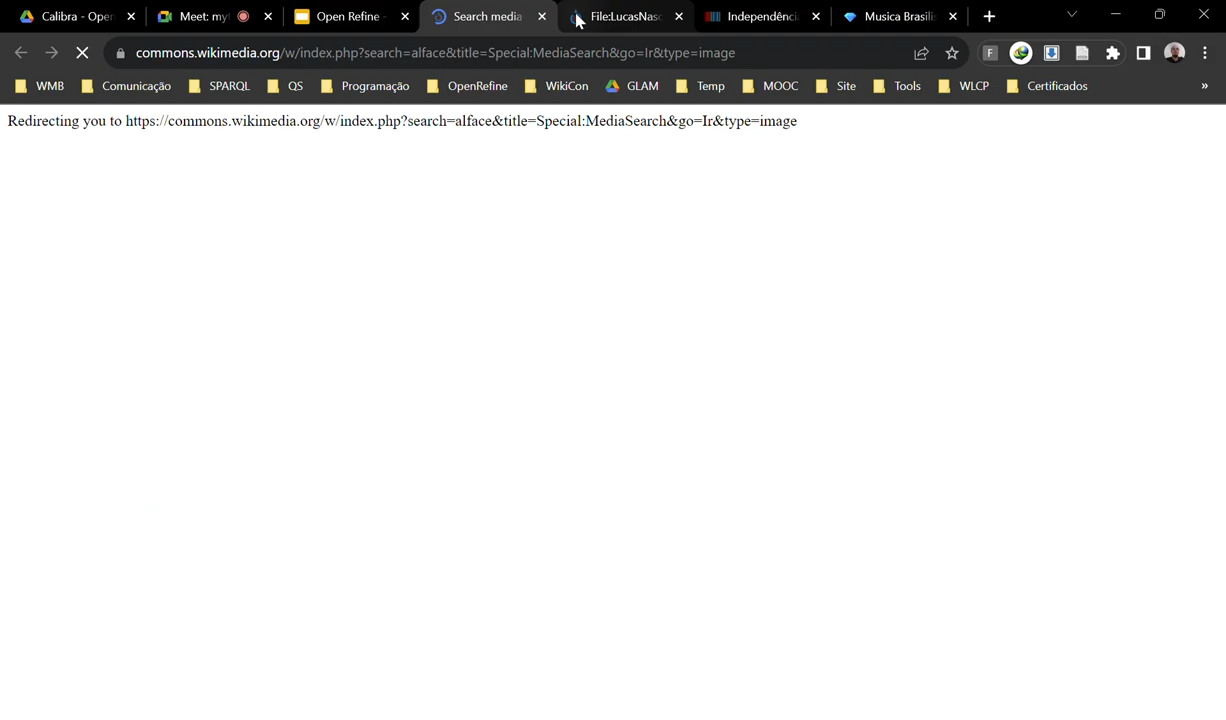 Calibra - Open
Meet: my
Open Refine -
Search media
File:LucasNasc
Independênci
Musica Brasilis
commons.wikimedia.org/w/index.php?search=alface&title=Special:MediaSearch&go=Ir&type=image
F
WMB
Comunicação
SPARQL
QS
Programação
OpenRefine
WikiCon
GLAM
Temp
MOOC
Site
Tools
WLCP
Certificados
»
Redirecting you to https://commons.wikimedia.org/w/index.php?search=alface&title=Special:MediaSearch&go=Ir&type=image